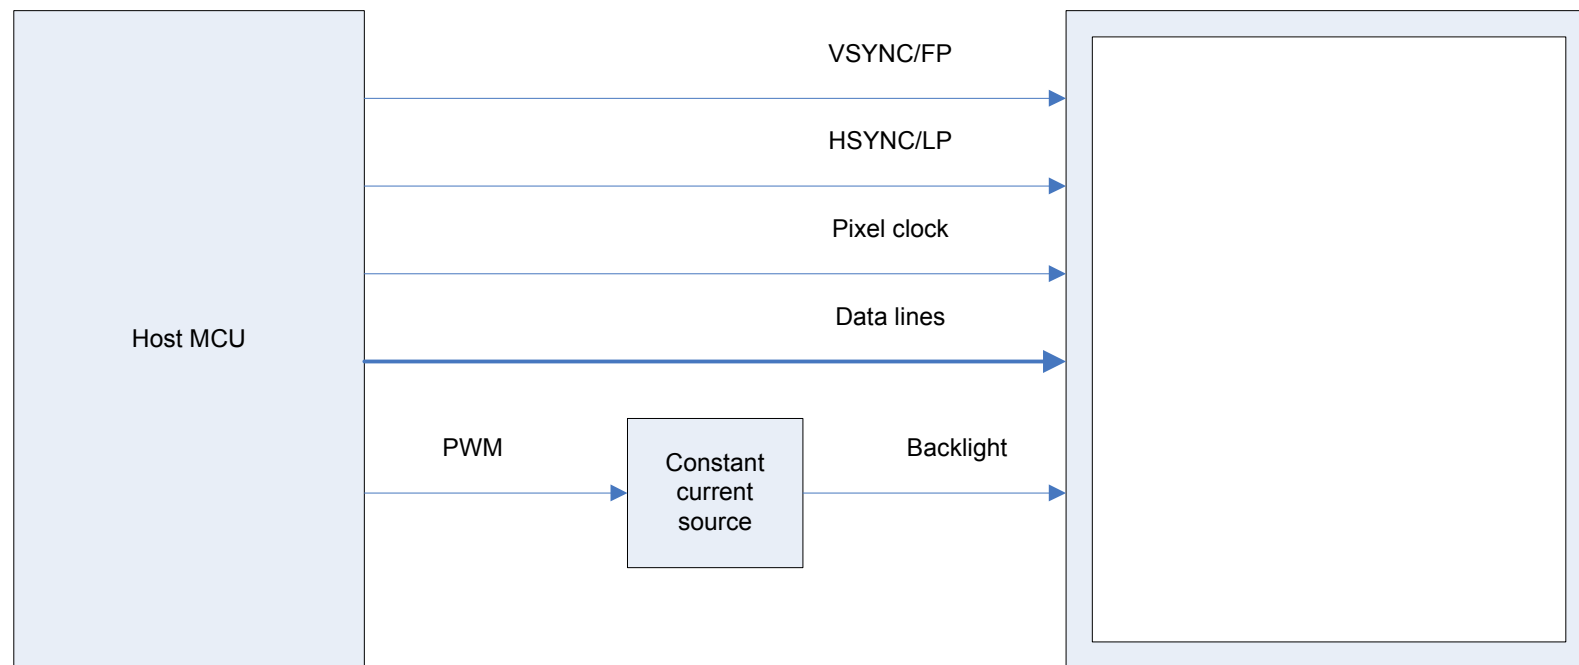 VSYNC/FP
HSYNC/LP
Pixel clock
Data lines
Host MCU
PWM
Constant
current
source
Backlight